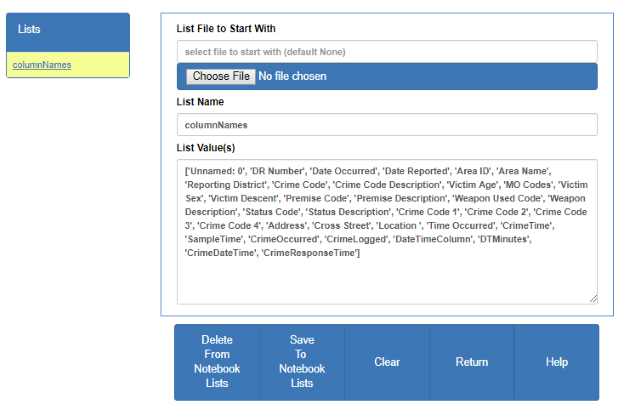 Lists
columnNames
List File to Start With
select file to start with (default None)
Choose File No file chosen
List Name
columnNames
List Value(s)
['Unnamed: 0', 'DR Number', 'Date Occurred', 'Date Reported', 'Area ID', 'Area Name',
'Reporting District', 'Crime Code', 'Crime Code Description', 'Victim Age', 'MO Codes', 'Victim
Sex', 'Victim Descent', 'Premise Code', 'Premise Description', 'Weapon Used Code', 'Weapon
Description', 'Status Code', 'Status Description', 'Crime Code 1', 'Crime Code 2', 'Crime Code
3', 'Crime Code 4', 'Address', 'Cross Street', 'Location ', 'Time Occurred', 'CrimeTime',
'SampleTime', 'CrimeOccurred', 'CrimeLogged', 'DateTimeColumn', 'DTMinutes',
'CrimeDateTime', 'CrimeResponseTime']
Delete
From
Notebook
Lists
Save
To
Notebook
Lists
Clear
Return
Help